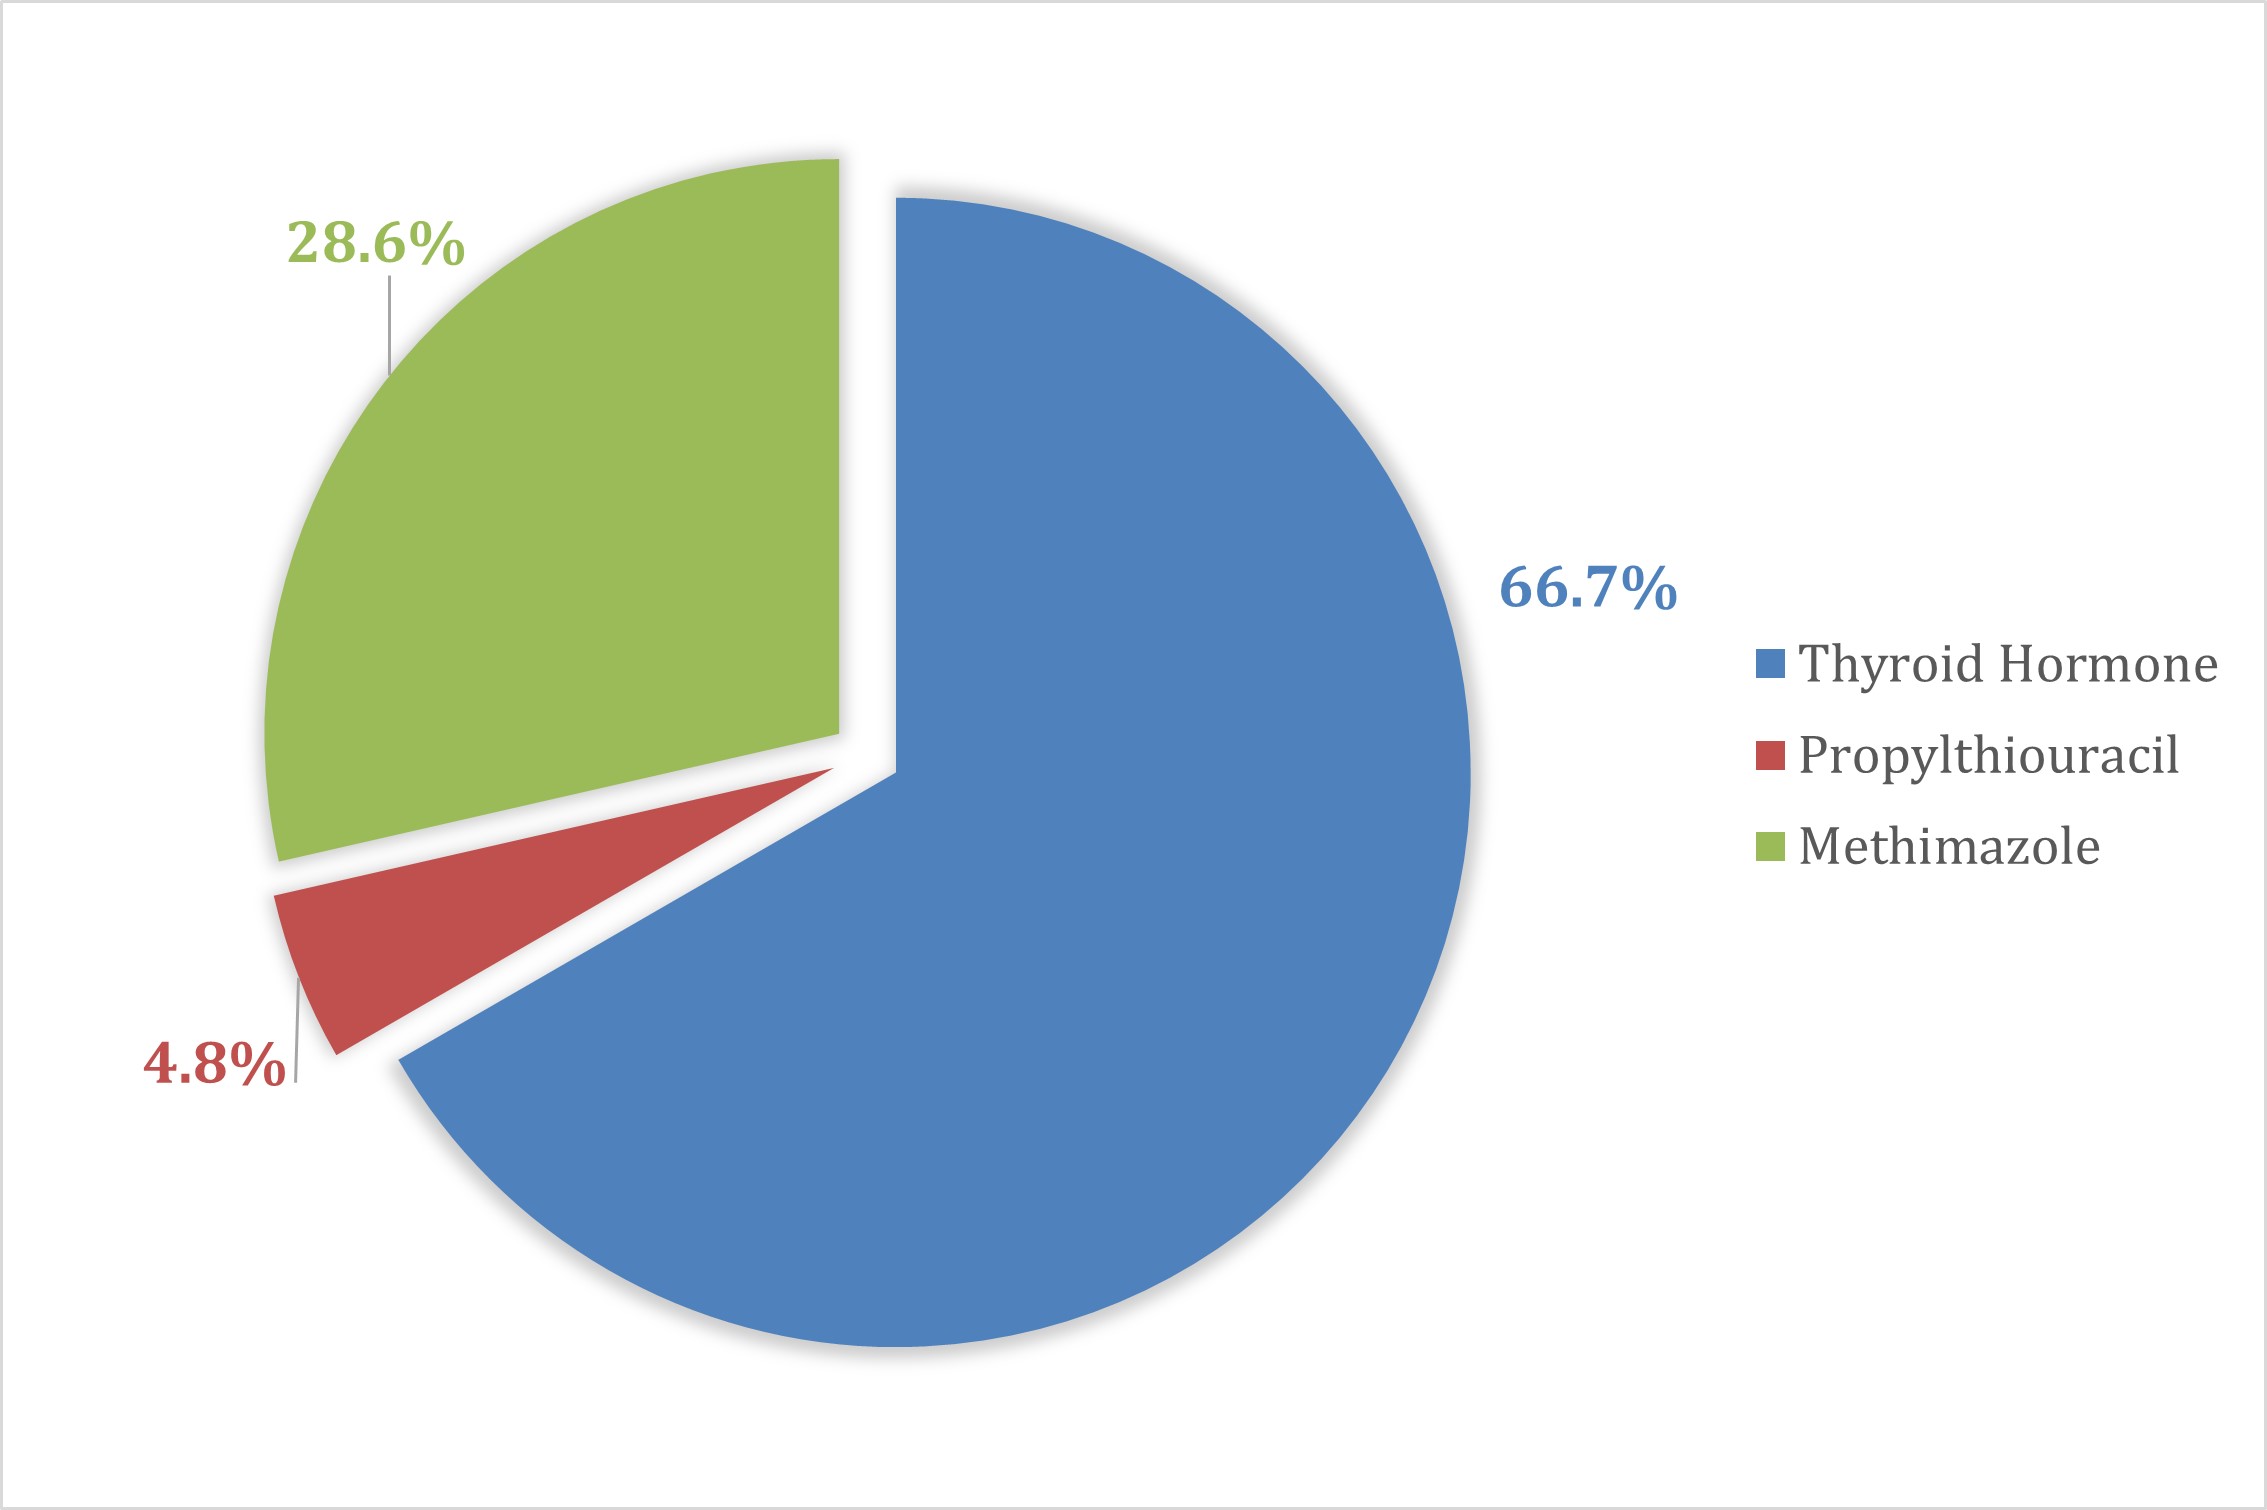 28.6%
66.7%
4.8%
Thyroid Hormone
Propylthiouracil
Methimazole